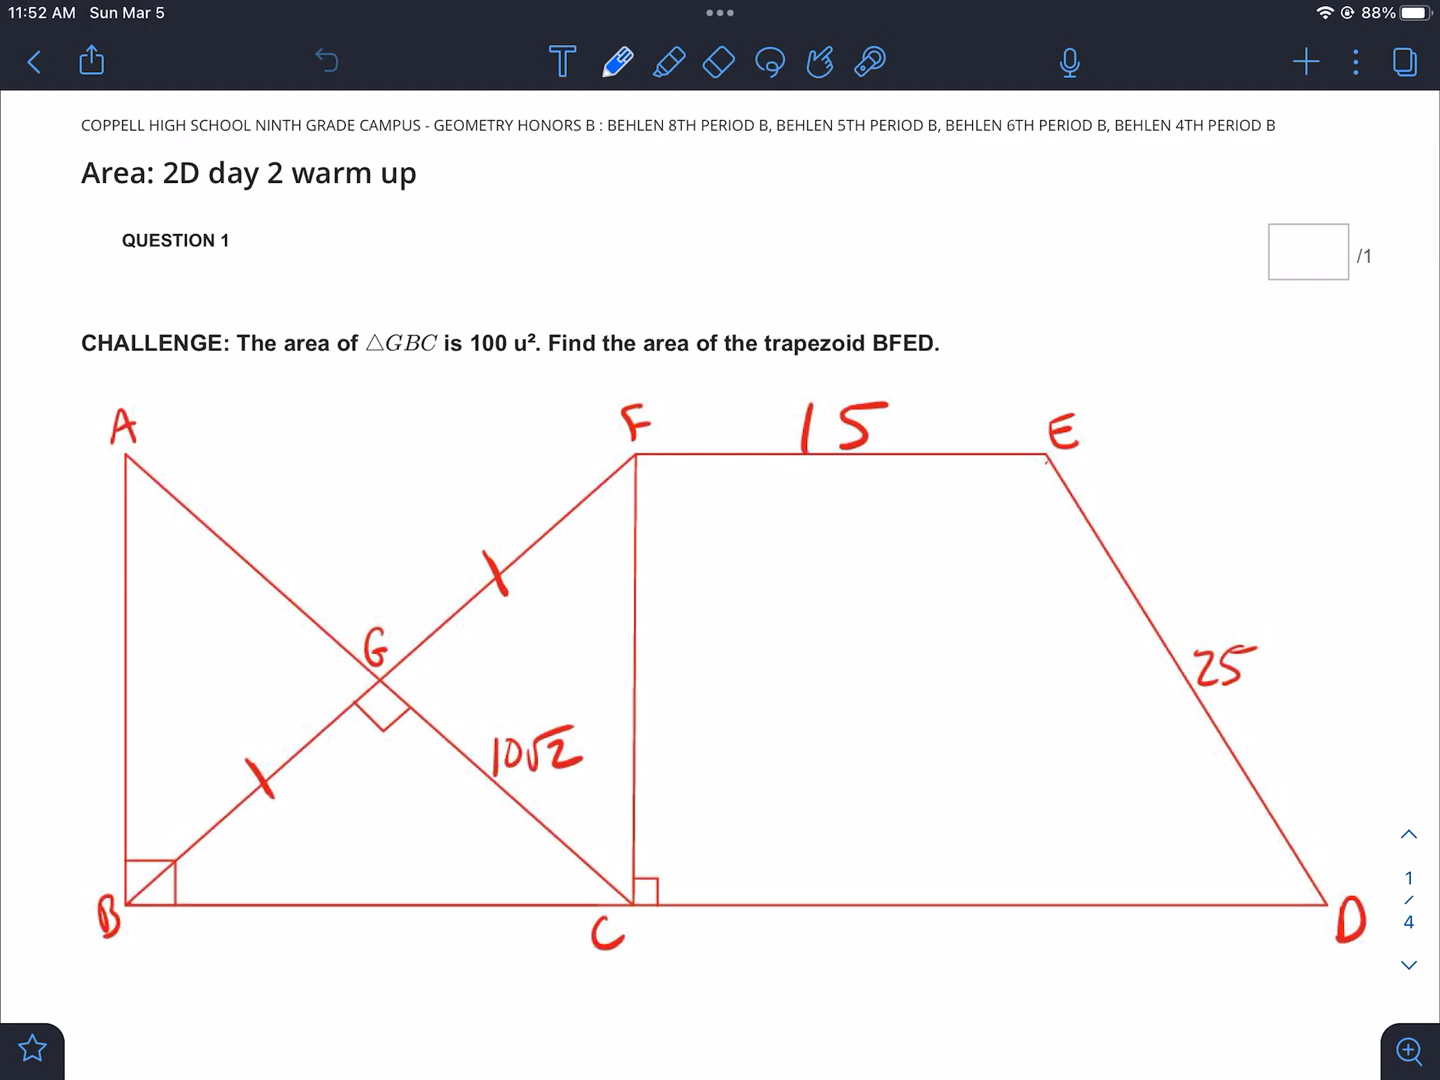 11:52 AM Sun Mar 5
88%
T
COPPELL HIGH SCHOOL NINTH GRADE CAMPUS - GEOMETRY HONORS B : BEHLEN 8TH PERIOD B, BEHLEN 5TH PERIOD B, BEHLEN 6TH PERIOD B, BEHLEN 4TH PERIOD B
Area: 2D day 2 warm up
QUESTION 1
/1
CHALLENGE: The area of △GBC is 100 u². Find the area of the trapezoid BFED.
A
F
15
E
G
25
10√2
B
C
D
1
/
4